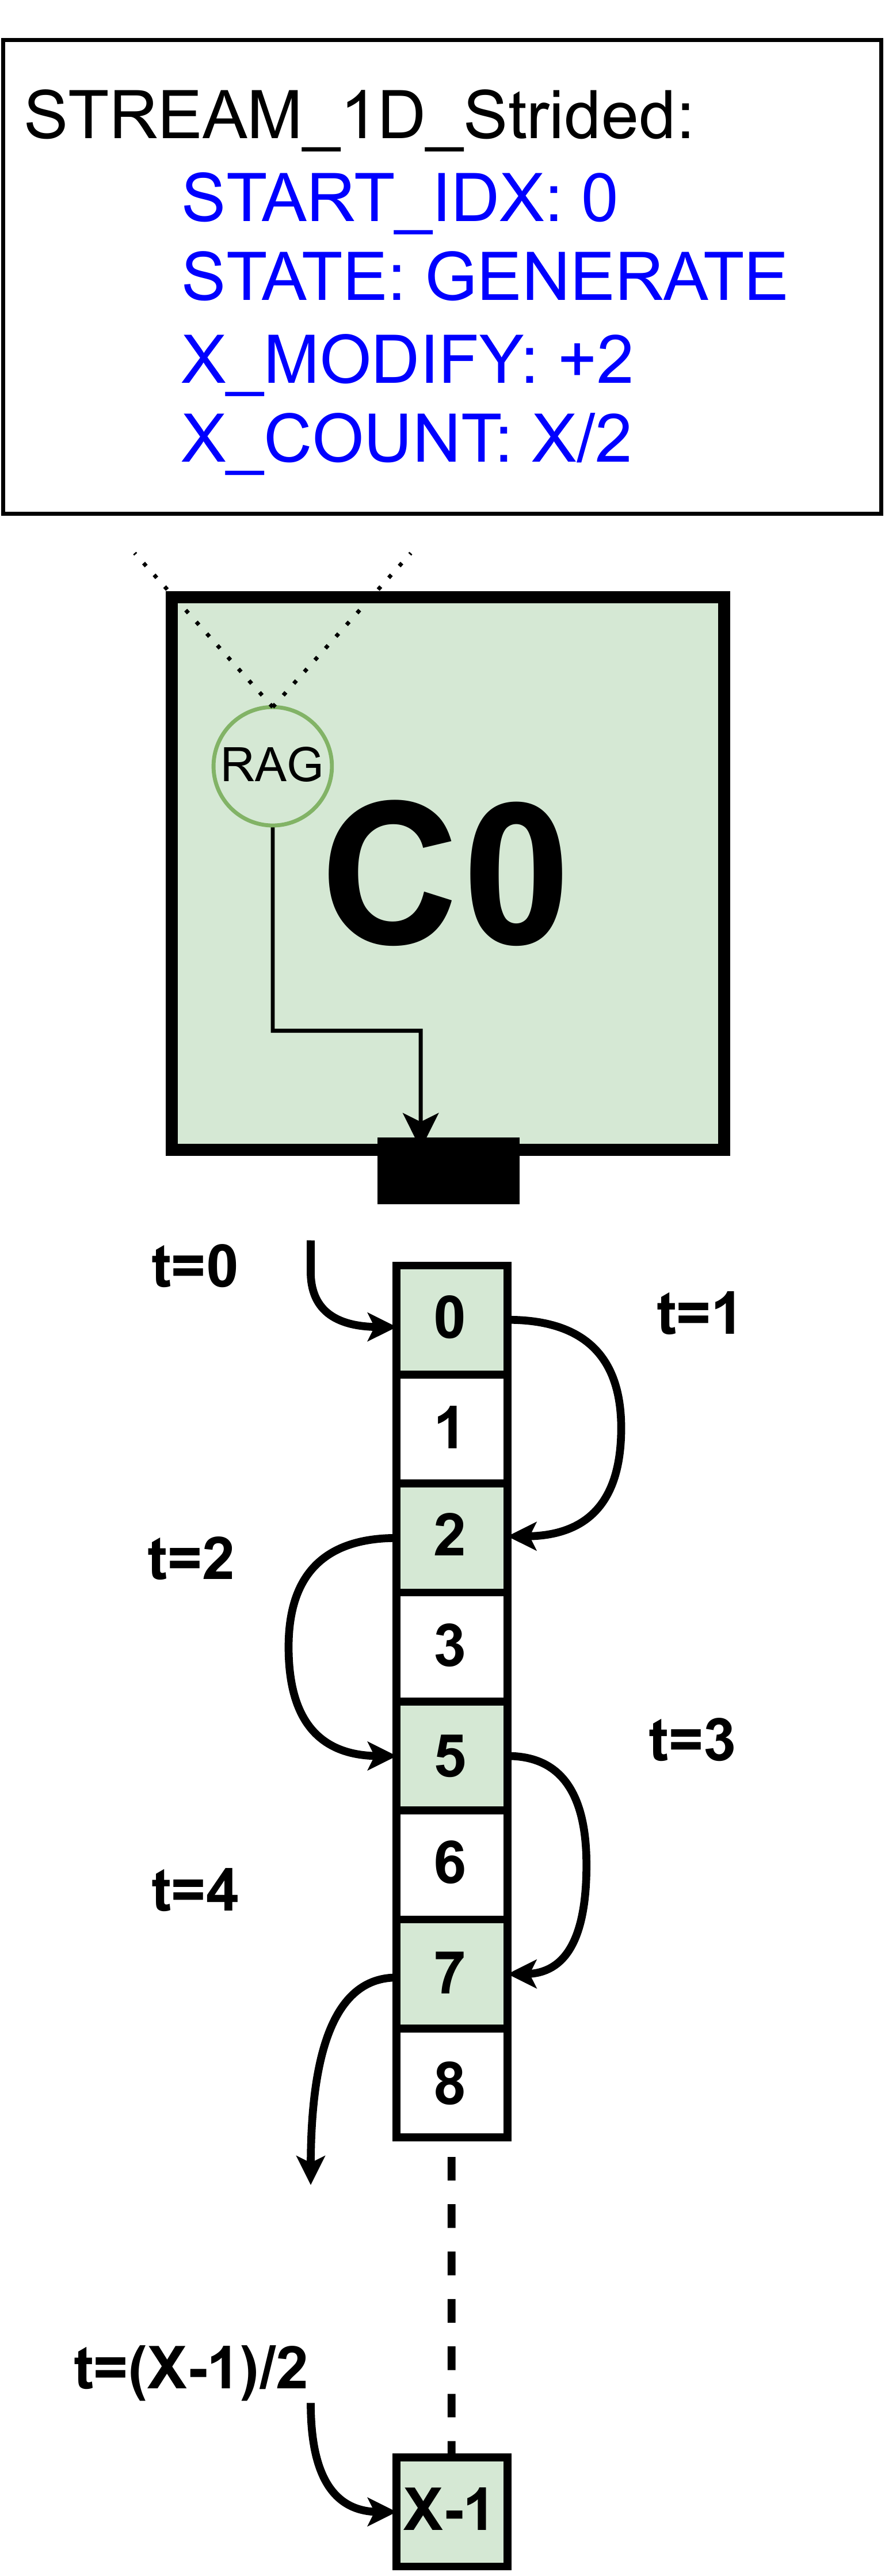 STREAM_1D_Strided:
START_IDX: 0
STATE: GENERATE
X_MODIFY: +2
X_COUNT: X/2
RAG
C0
t=0
0
t=1
1
2
t=2
3
t=3
5
6
t=4
7
8
t=(X-1)/2
X-1